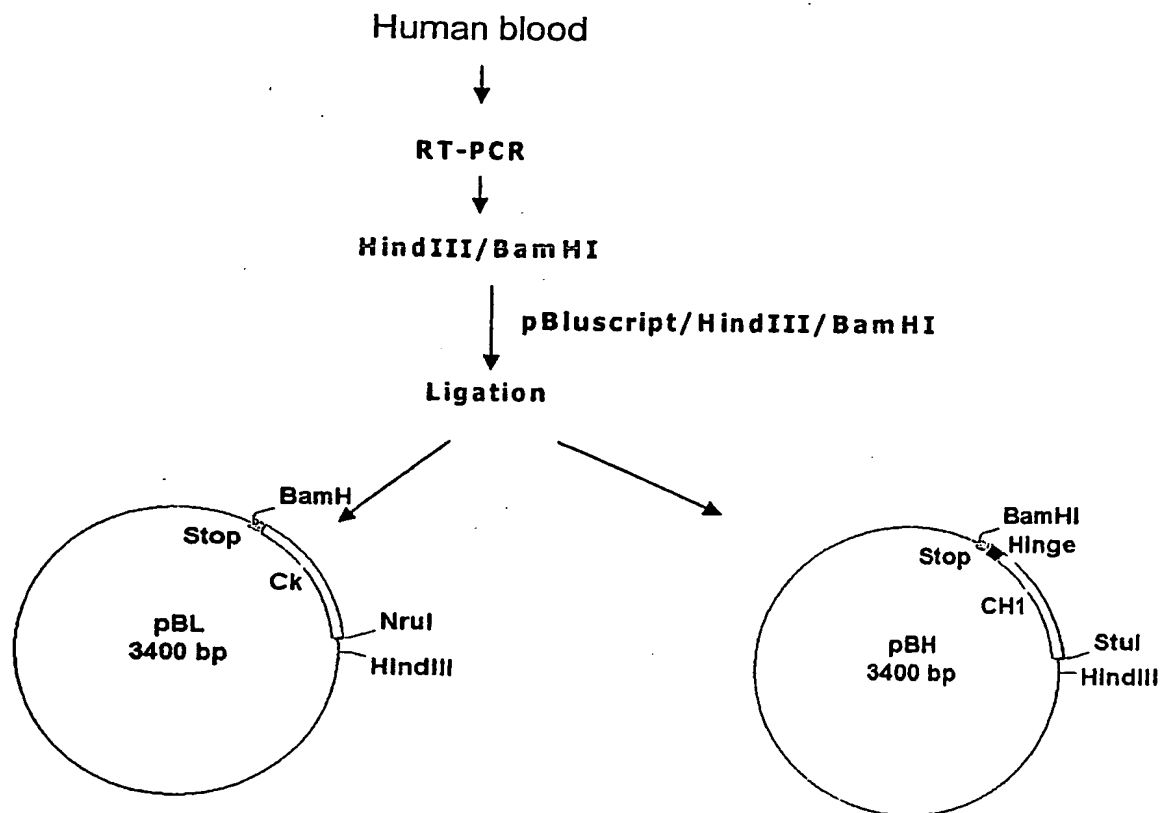 Human blood
RT-PCR
HindIII/BamHI
pBluscript/HindIII/BamHI
Ligation
BamH
Stop
Ck
pBL
3400 bp
NruI
HindIII
BamHI
Hinge
Stop
CH1
pBH
3400 bp
StuI
HindIII